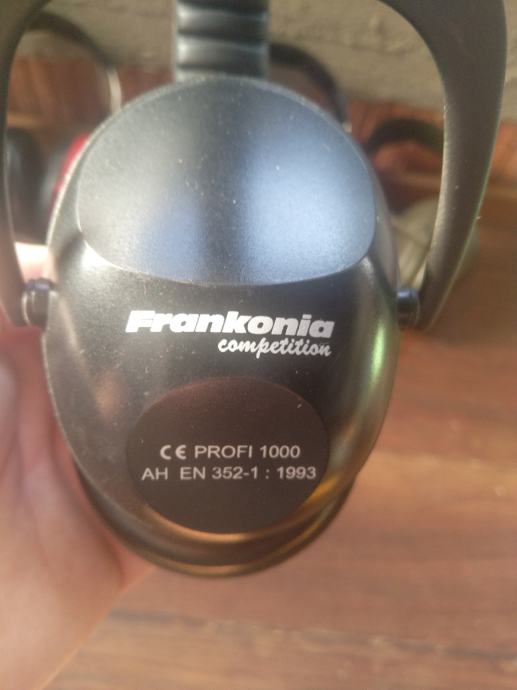 Frankonia
competition
CE PROFI 1000
AH EN 352-1 : 1993